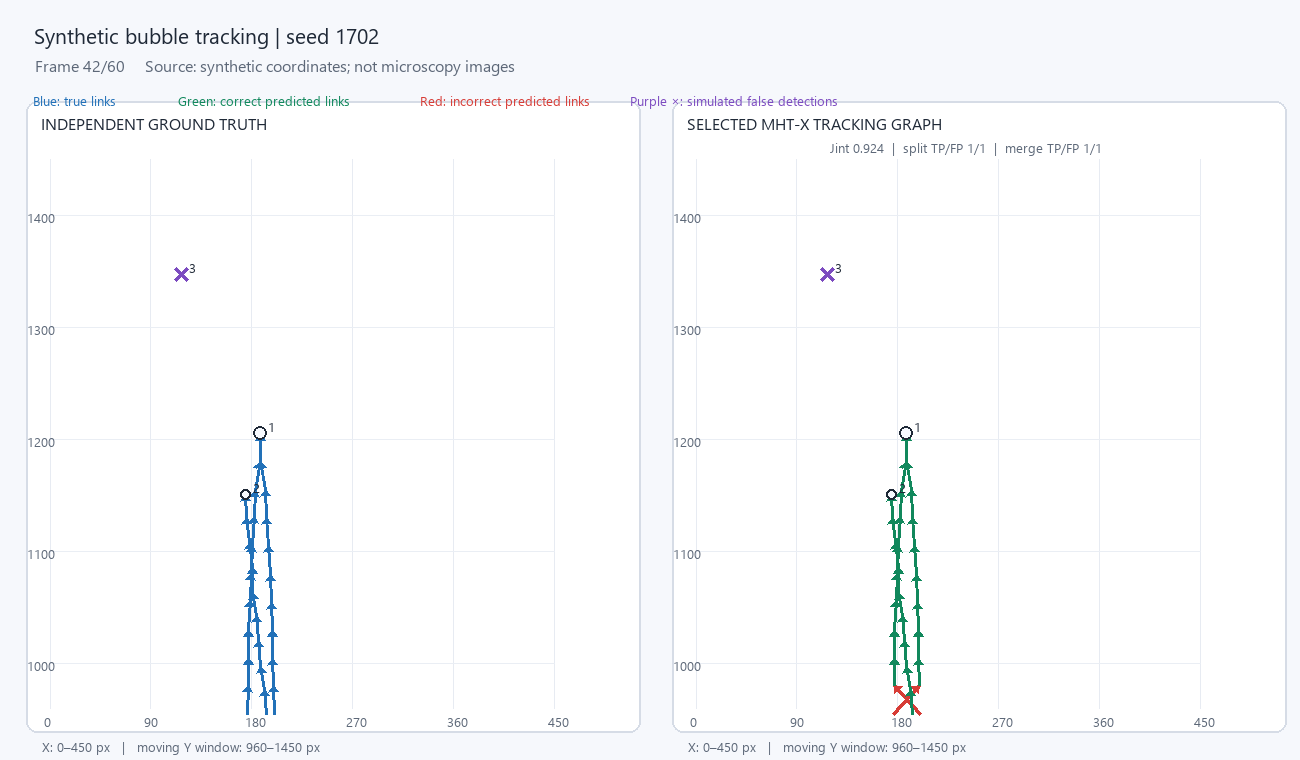 Synthetic bubble tracking | seed 1702
Frame 42/60 Source: synthetic coordinates; not microscopy images
Blue: true links Green: correct predicted links Red: incorrect predicted links Purple ×: simulated false detections
INDEPENDENT GROUND TRUTH
1400
3
1300
1200
1
2
1100
1000
0 90 180 270 360 450
X: 0–450 px | moving Y window: 960–1450 px
SELECTED MHT-X TRACKING GRAPH
Jint 0.924 | split TP/FP 1/1 | merge TP/FP 1/1
1400
3
1300
1200
1
2
1100
1000
0 90 180 270 360 450
X: 0–450 px | moving Y window: 960–1450 px